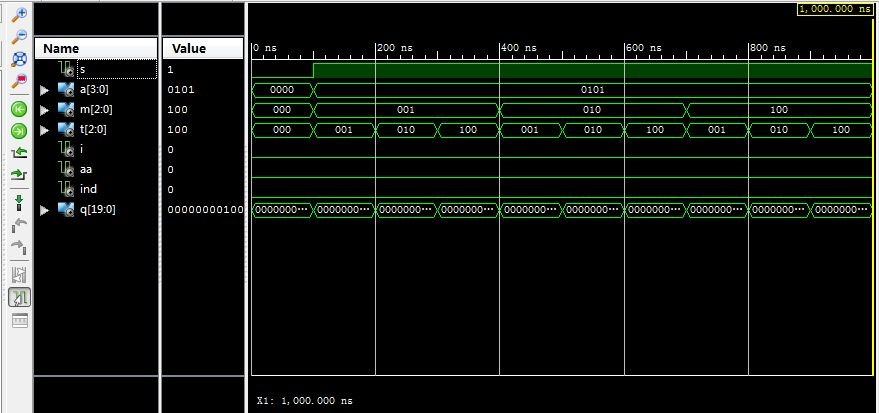 1,000.000 ns
Name Value 0 ns 200 ns 400 ns 600 ns 800 ns
s 1
a[3:0] 0101 0000 0101
m[2:0] 100 000 001 010 100
t[2:0] 100 000 001 010 100 001 010 100 001 010 100
i 0
aa 0
ind 0
q[19:0] 00000000100 0000000··· 0000000··· 0000000··· 0000000··· 0000000··· 0000000··· 0000000··· 0000000··· 0000000··· 0000000···
X1: 1,000.000 ns